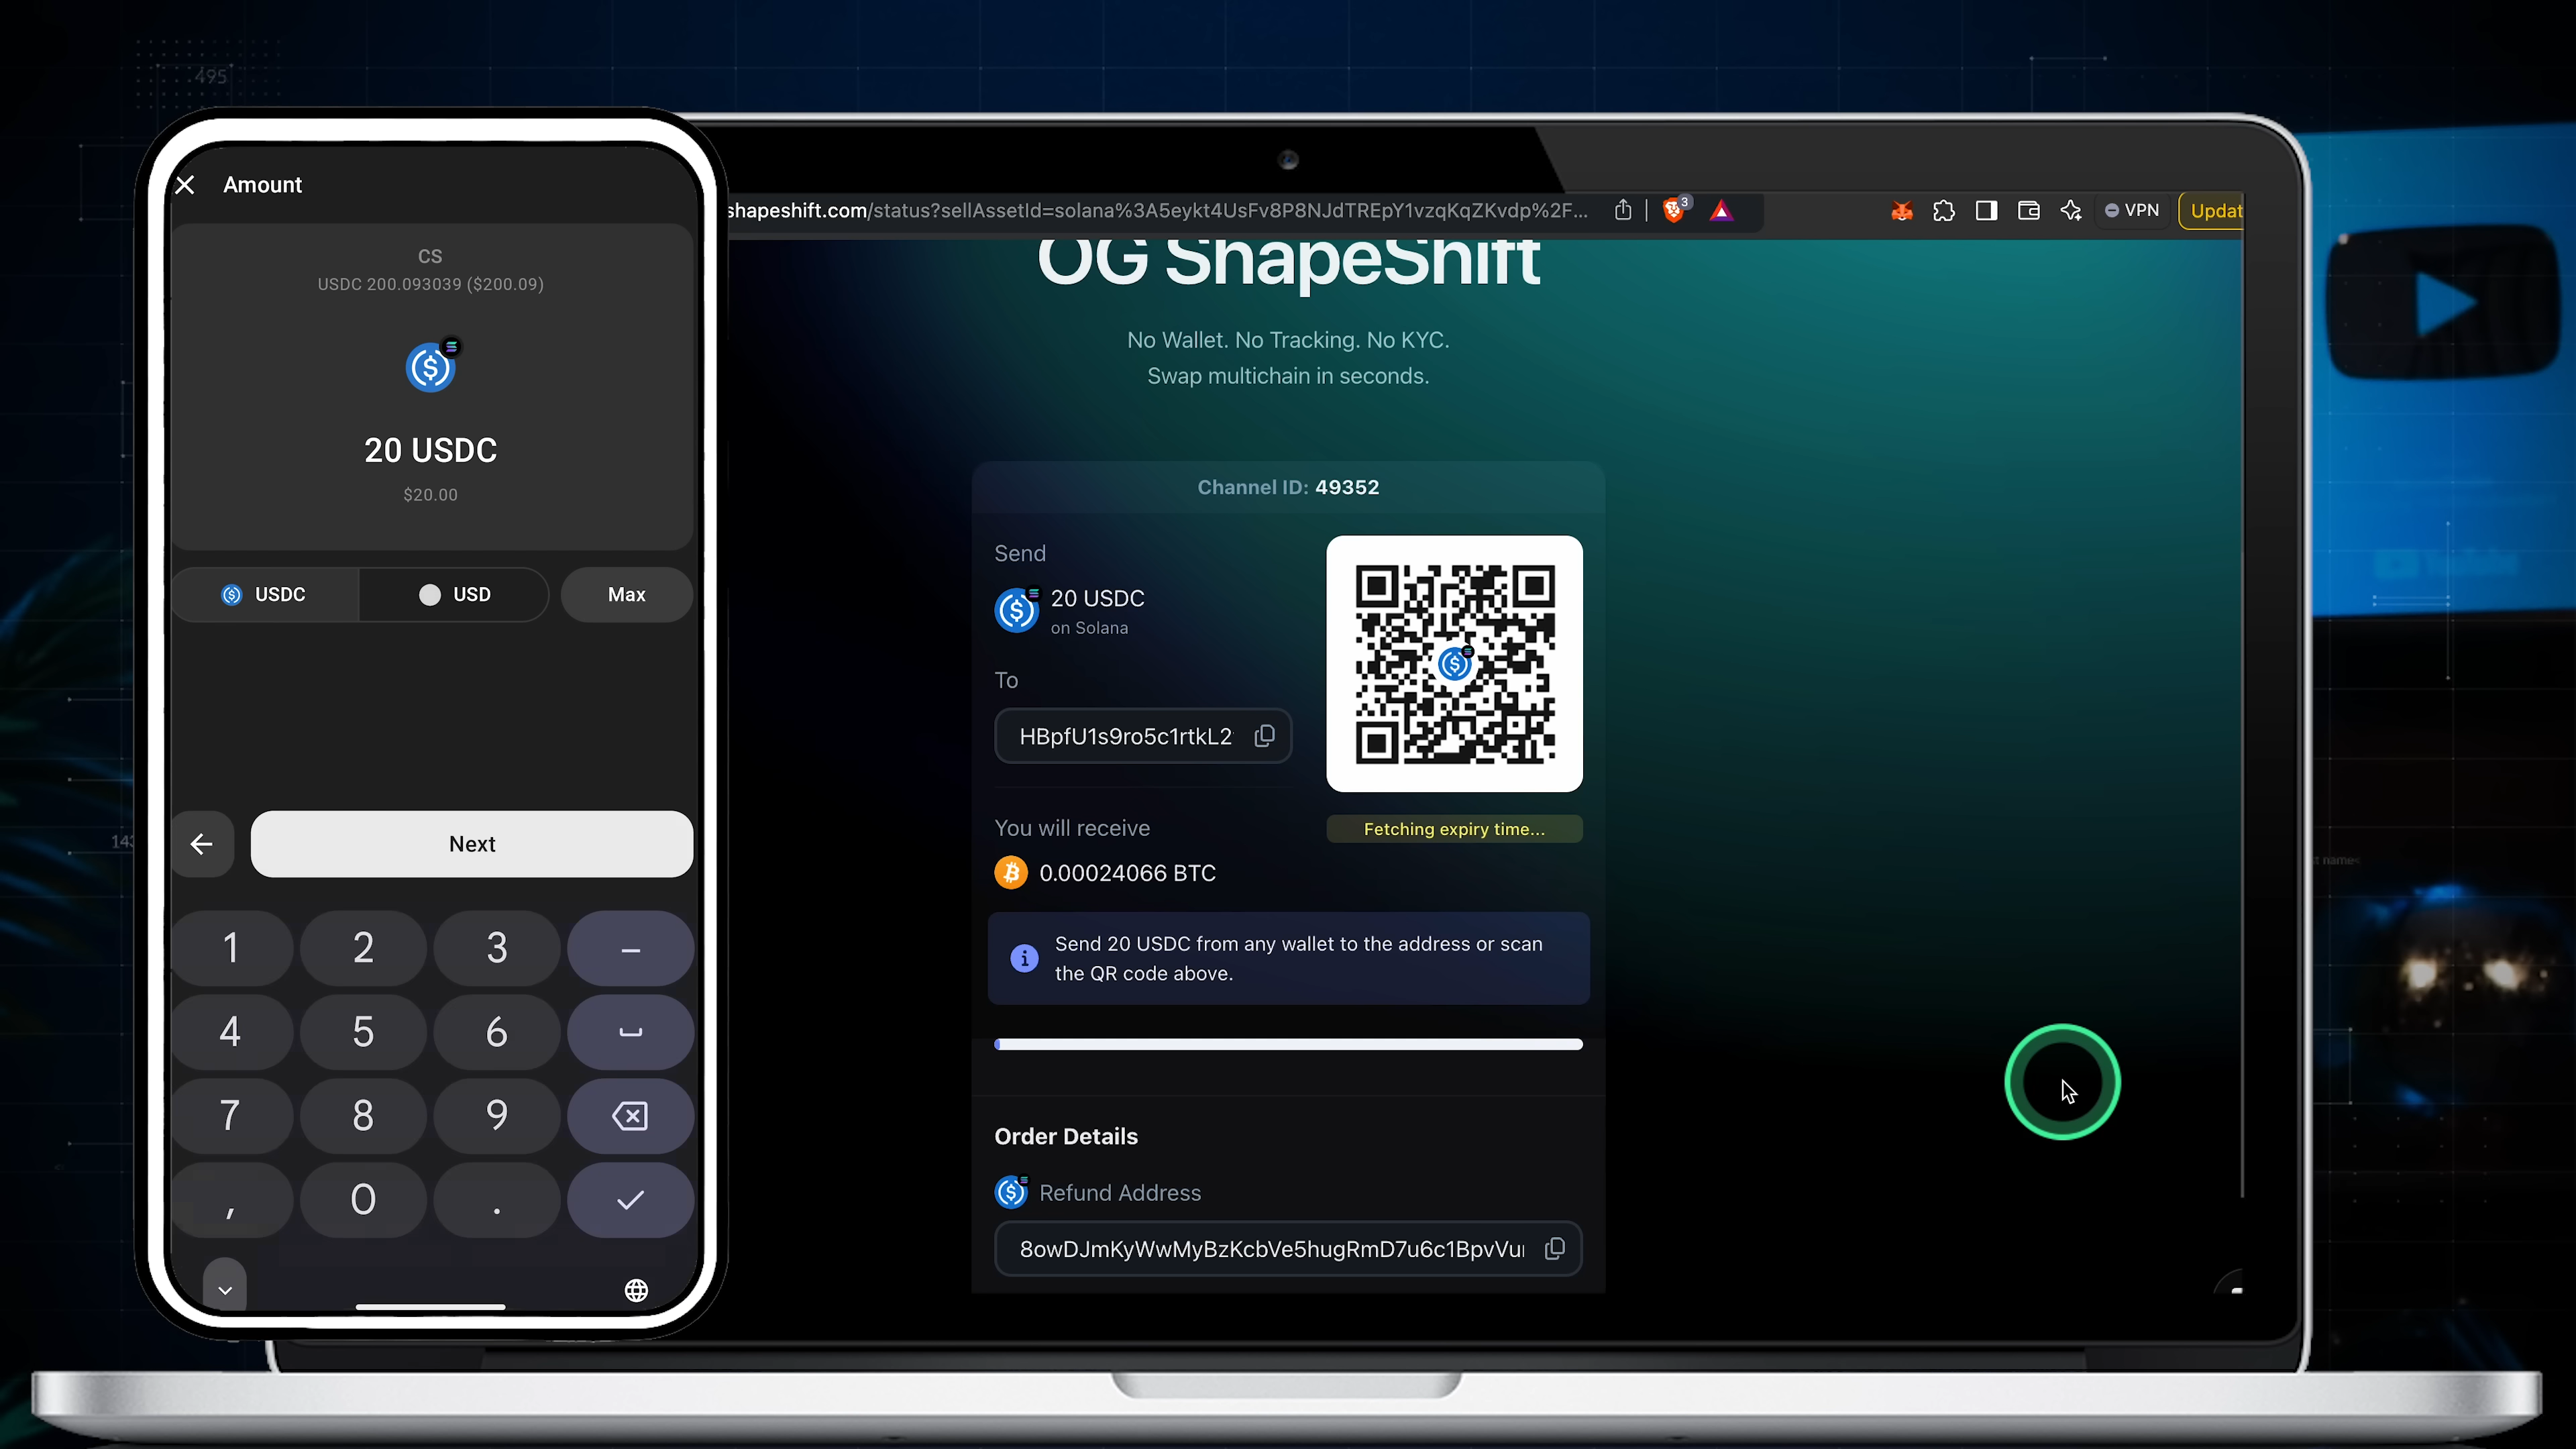 495
Amount
CS
USDC 200.093039 ($200.09)
20 USDC
$20.00
USDC
USD
Max
Next
1
2
3
–
4
5
6
7
8
9
,
0
.
shapeshift.com/status?sellAssetId=solana%3A5eykt4UsFv8P8NJdTREpY1vzqKqZKvdp%2F...
3
VPN
Updat
OG ShapeShift
No Wallet. No Tracking. No KYC.
Swap multichain in seconds.
Channel ID: 49352
Send
20 USDC
on Solana
To
HBpfU1s9ro5c1rtkL2
You will receive
Fetching expiry time...
0.00024066 BTC
Send 20 USDC from any wallet to the address or scan
the QR code above.
Order Details
Refund Address
8owDJmKyWwMyBzKcbVe5hugRmD7u6c1BpvVu
143
t name<